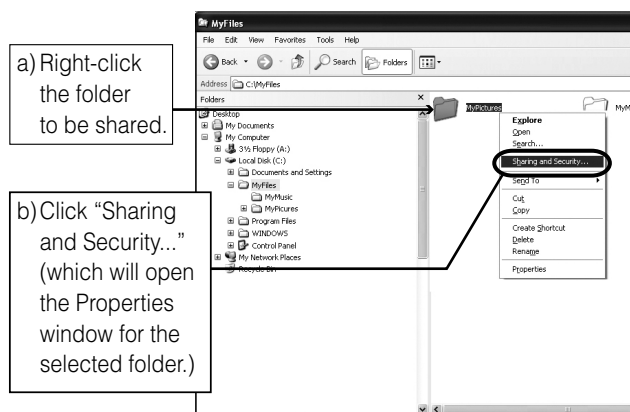 MyFiles
File Edit View Favorites Tools Help
Back Search Folders
Address C:\MyFiles
Folders
Desktop
My Documents
My Computer
3½ Floppy (A:)
Local Disk (C:)
Documents and Settings
MyFiles
MyMusic
MyPicures
Program Files
WINDOWS
Control Panel
My Network Places
Recycle Bin
MyPictures
MyM
Explore
Open
Search...
Sharing and Security...
Send To
Cut
Copy
Create Shortcut
Delete
Rename
Properties
a) Right-click
the folder
to be shared.
b) Click “Sharing
and Security...”
(which will open
the Properties
window for the
selected folder.)